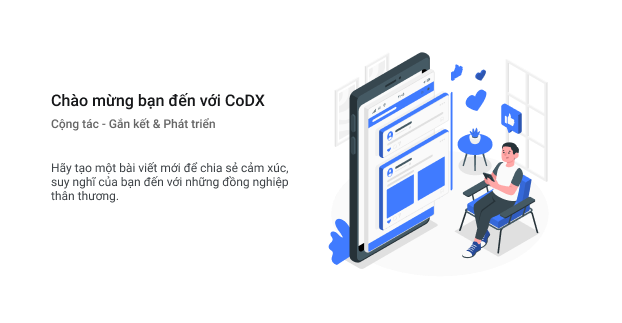 Chào mừng bạn đến với CoDX
Cộng tác - Gắn kết & Phát triển
Hãy tạo một bài viết mới để chia sẻ cảm xúc,
suy nghĩ của bạn đến với những đồng nghiệp
thân thương.